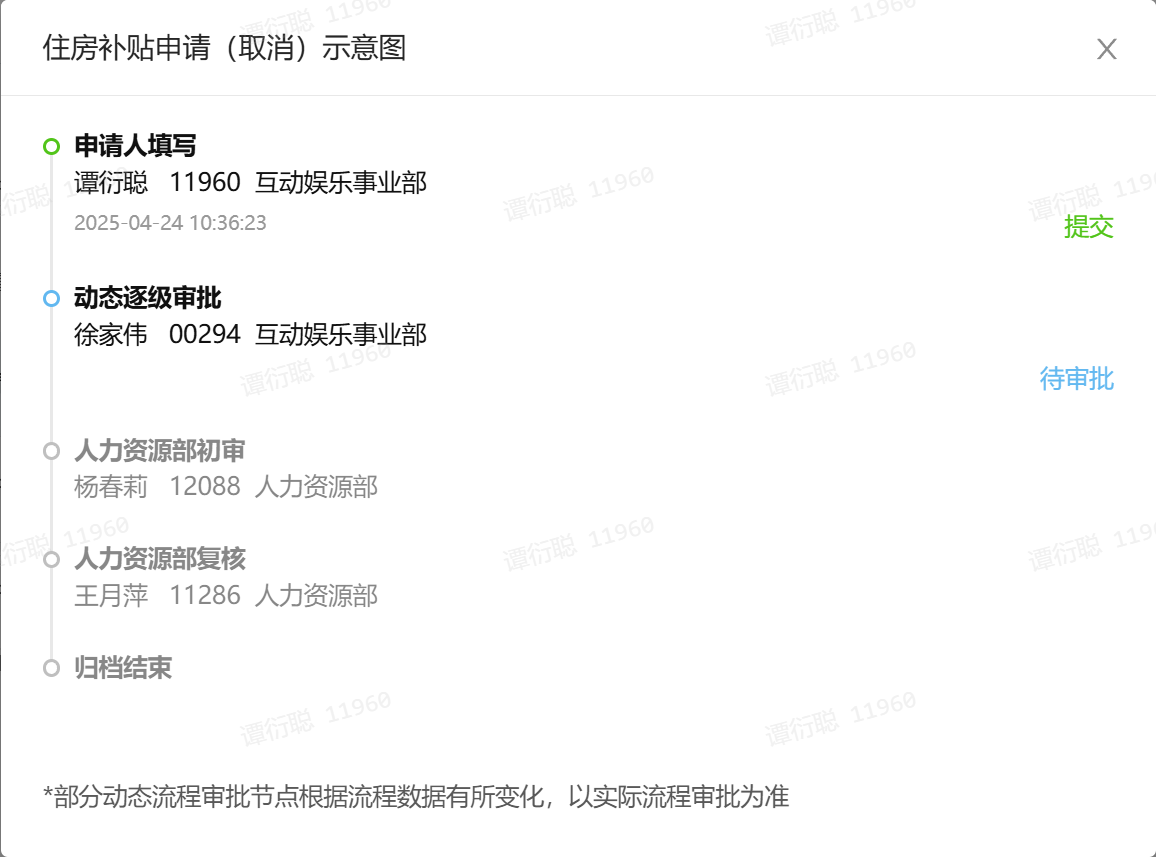 住房补贴申请（取消）示意图 X
申请人填写
谭衍聪 11960 互动娱乐事业部
2025-04-24 10:36:23
提交
动态逐级审批
徐家伟 00294 互动娱乐事业部
待审批
人力资源部初审
杨春莉 12088 人力资源部
人力资源部复核
王月萍 11286 人力资源部
归档结束
*部分动态流程审批节点根据流程数据有所变化，以实际流程审批为准
谭衍聪 11960
谭衍聪 11960
谭衍聪 11960
谭衍聪 11960
谭衍聪 11960
谭衍聪 11960
谭衍聪 11960
谭衍聪 11960